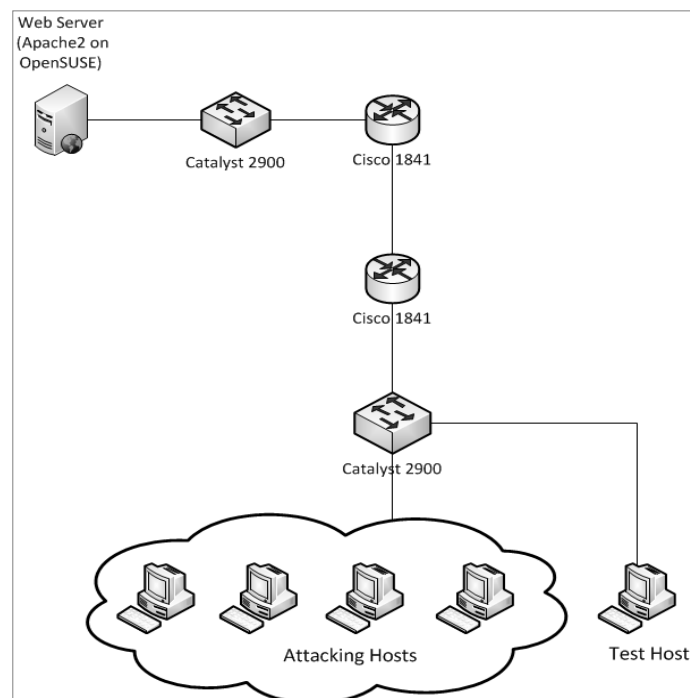 Web Server
(Apache2 on
OpenSUSE)
Catalyst 2900
Cisco 1841
Cisco 1841
Catalyst 2900
Attacking Hosts
Test Host